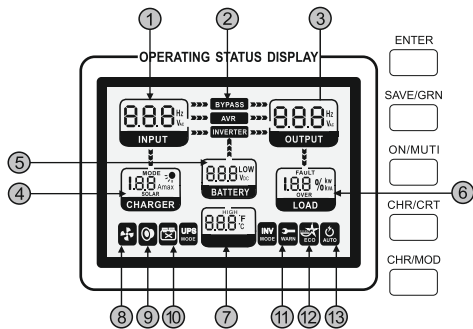 1 2 3
OPERATING STATUS DISPLAY
ENTER
SAVE/GRN
ON/MUTI
CHR/CRT
CHR/MOD
8.8.8 Hz VAC
INPUT
BYPASS
AVR
INVERTER
8.8.8 Hz VAC
OUTPUT
5
4
MODE
1.8.8 Amax
SOLAR
CHARGER
8.8.8 LOW VDC
BATTERY
FAULT
1.8.8 % kw kVA
OVER
LOAD
6
HIGH
8.8.8 °F °C
UPS MODE
INV MODE
WARN
ECO
AUTO
8 9 10 7 11 12 13